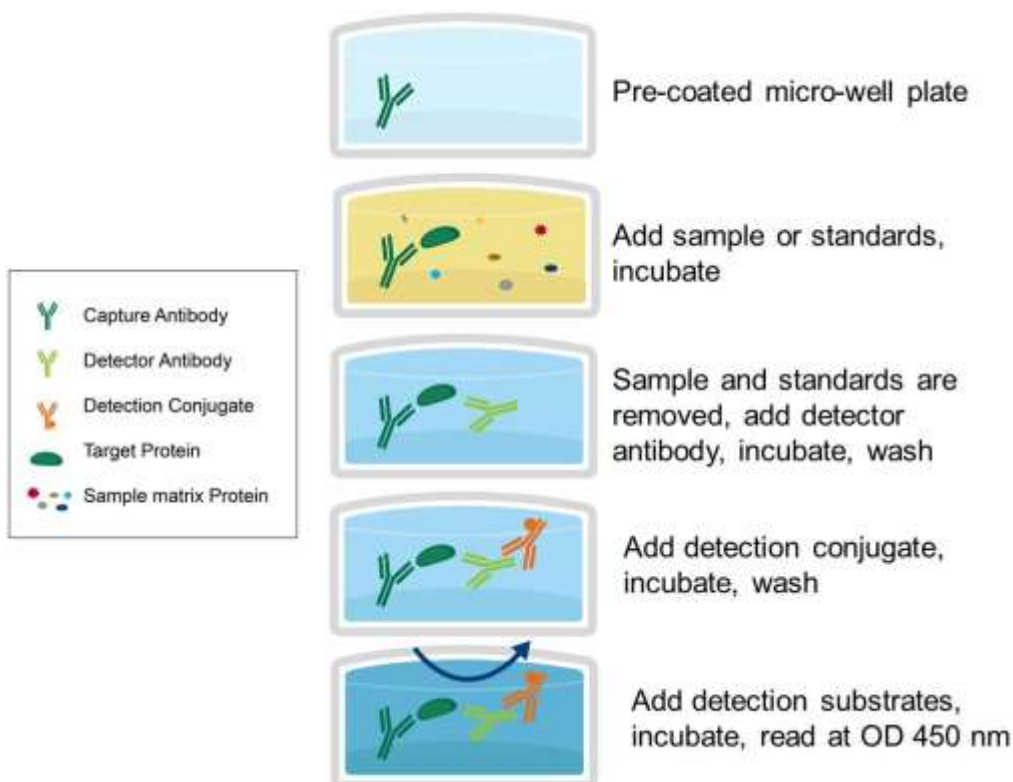 Pre-coated micro-well plate
Add sample or standards,
incubate
Capture Antibody
Detector Antibody
Detection Conjugate
Target Protein
Sample matrix Protein
Sample and standards are
removed, add detector
antibody, incubate, wash
Add detection conjugate,
incubate, wash
Add detection substrates,
incubate, read at OD 450 nm